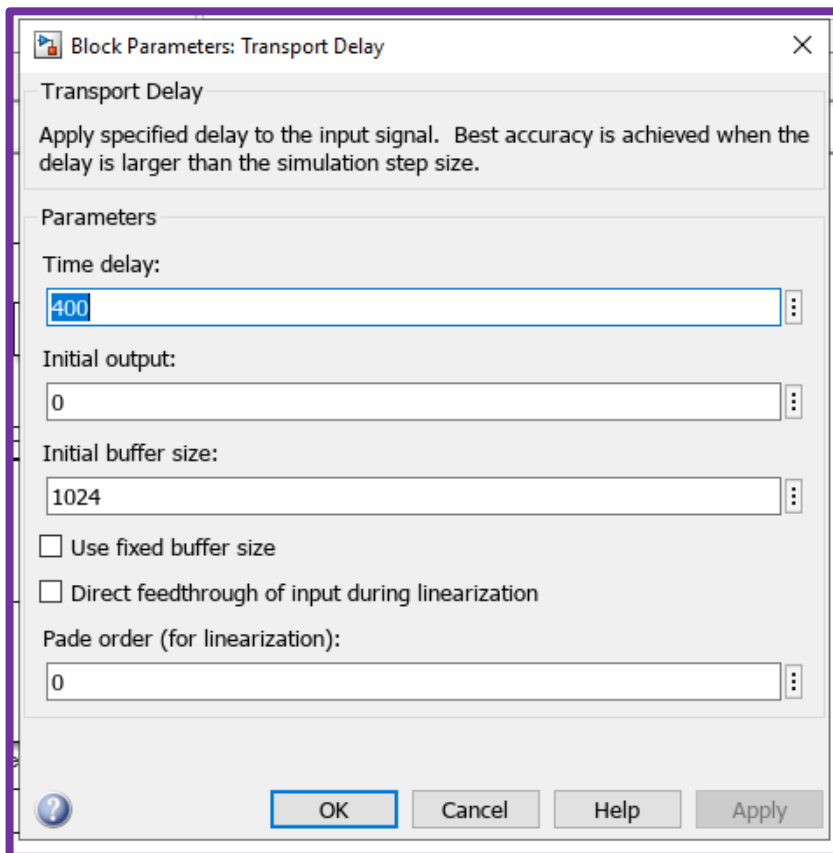 Block Parameters: Transport Delay
Transport Delay
Apply specified delay to the input signal.  Best accuracy is achieved when the
delay is larger than the simulation step size.
Parameters
Time delay:
400
Initial output:
0
Initial buffer size:
1024
Use fixed buffer size
Direct feedthrough of input during linearization
Pade order (for linearization):
0
OK Cancel Help Apply